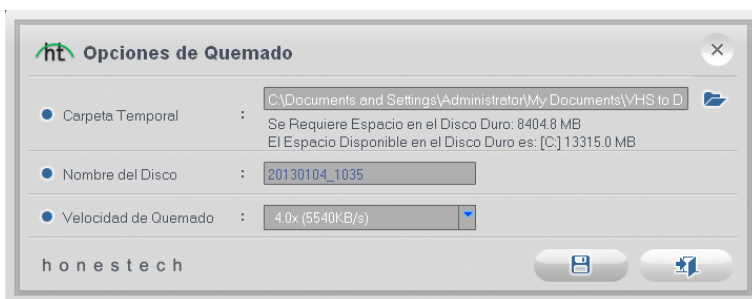 ht Opciones de Quemado
Carpeta Temporal : C:\Documents and Settings\Administrator\My Documents\VHS to D
Se Requiere Espacio en el Disco Duro: 8404.8 MB
El Espacio Disponible en el Disco Duro es: [C:] 13315.0 MB
Nombre del Disco : 20130104_1035
Velocidad de Quemado : 4.0x (5540KB/s)
honestech